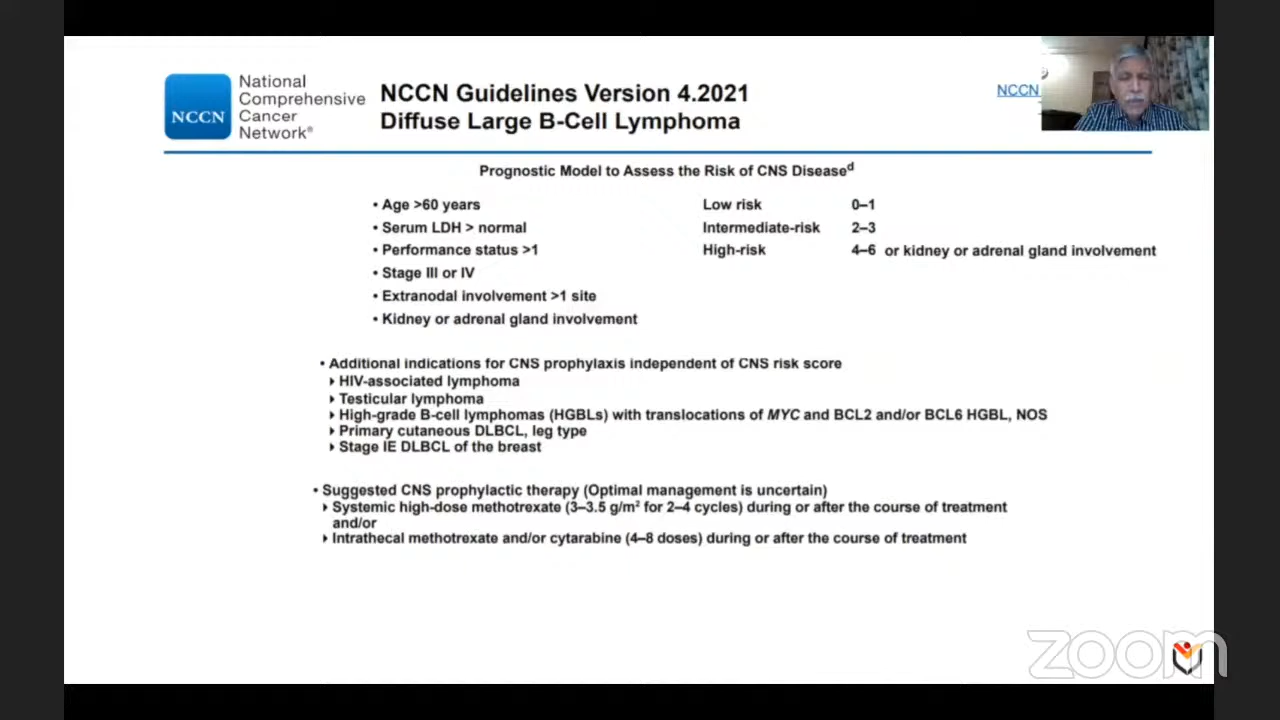 National
Comprehensive
Cancer
Network®
NCCN
NCCN Guidelines Version 4.2021
Diffuse Large B-Cell Lymphoma
NCCN
Prognostic Model to Assess the Risk of CNS Diseaseᵈ
• Age >60 years
• Serum LDH > normal
• Performance status >1
• Stage III or IV
• Extranodal involvement >1 site
• Kidney or adrenal gland involvement
Low risk 0–1
Intermediate-risk 2–3
High-risk 4–6 or kidney or adrenal gland involvement
• Additional indications for CNS prophylaxis independent of CNS risk score
‣ HIV-associated lymphoma
‣ Testicular lymphoma
‣ High-grade B-cell lymphomas (HGBLs) with translocations of MYC and BCL2 and/or BCL6 HGBL, NOS
‣ Primary cutaneous DLBCL, leg type
‣ Stage IE DLBCL of the breast
• Suggested CNS prophylactic therapy (Optimal management is uncertain)
‣ Systemic high-dose methotrexate (3–3.5 g/m² for 2–4 cycles) during or after the course of treatment
and/or
‣ Intrathecal methotrexate and/or cytarabine (4–8 doses) during or after the course of treatment
zoom